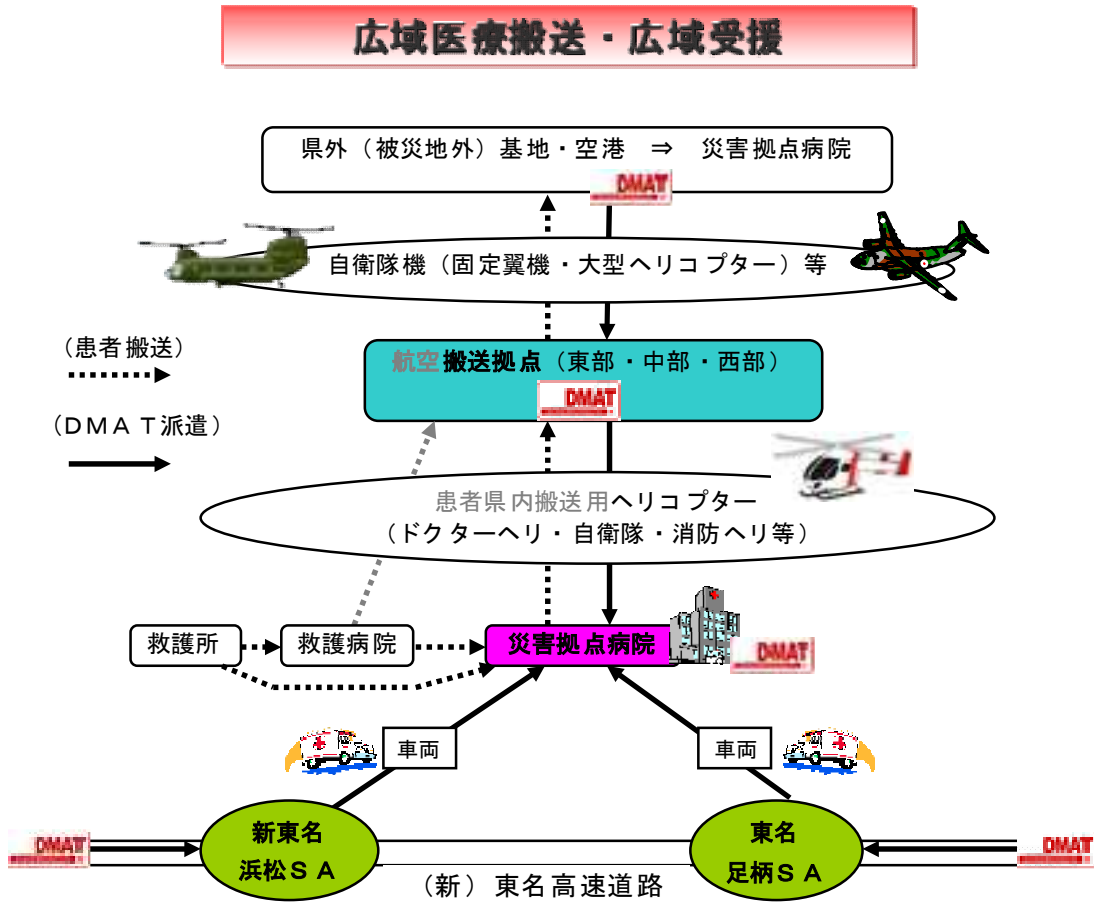 広域医療搬送・広域受援
県外（被災地外）基地・空港　⇒　災害拠点病院
DMAT
自衛隊機（固定翼機・大型ヘリコプター）等
（患者搬送）
（ＤＭＡＴ派遣）
航空搬送拠点（東部・中部・西部）
DMAT
患者県内搬送用ヘリコプター
（ドクターヘリ・自衛隊・消防ヘリ等）
救護所
救護病院
災害拠点病院
DMAT
車両
車両
DMAT
新東名
浜松ＳＡ
東名
足柄ＳＡ
DMAT
（新）東名高速道路